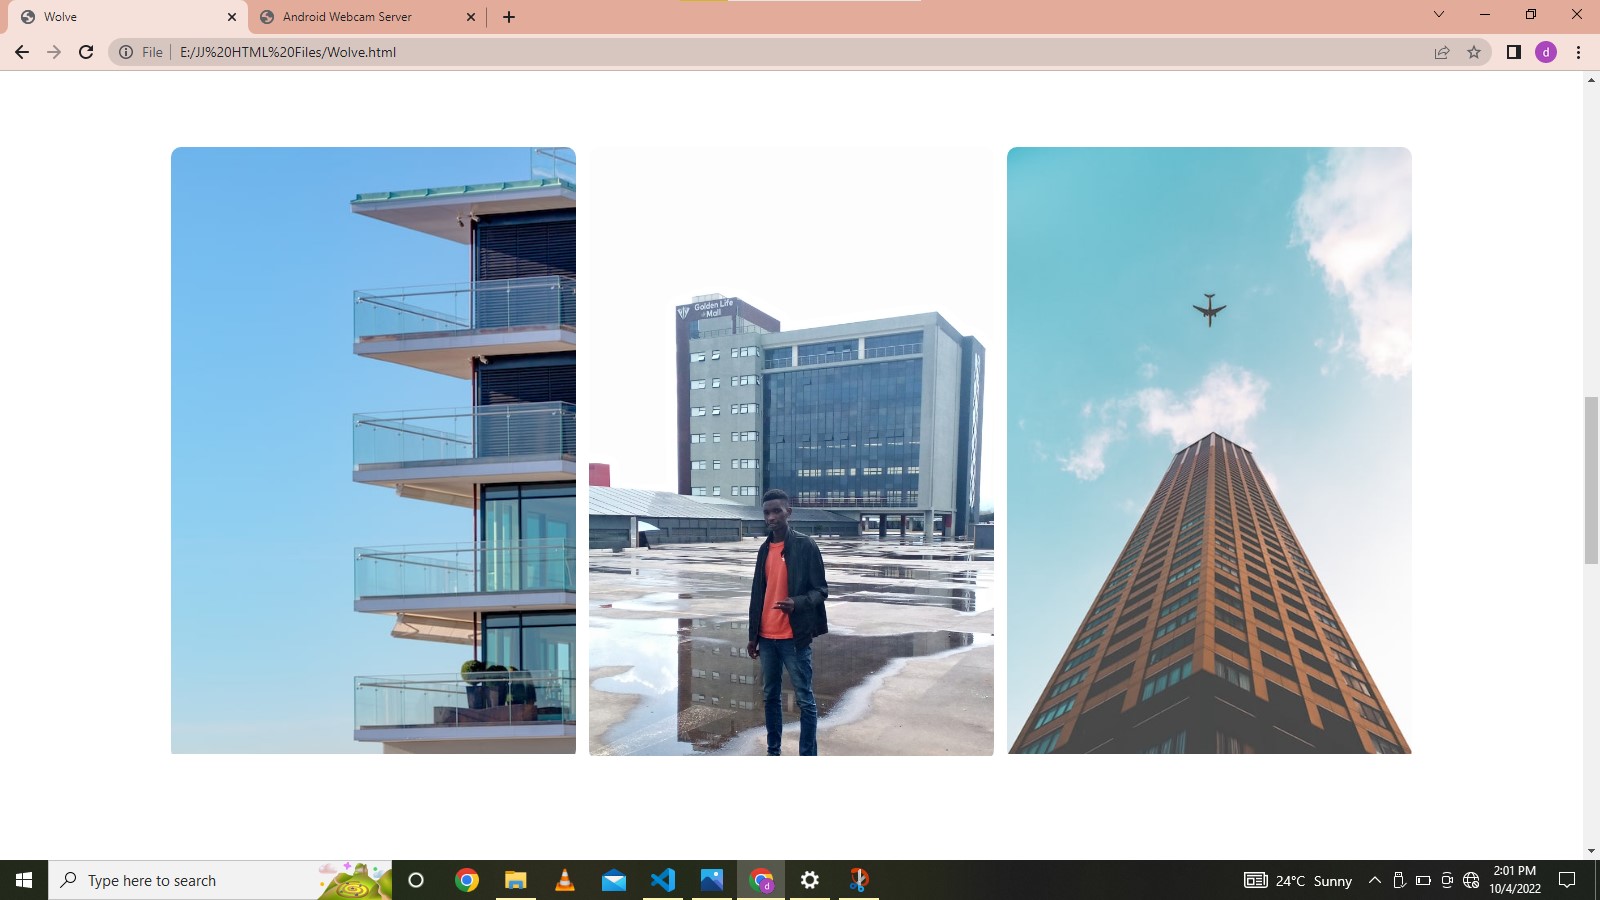 Wolve
Android Webcam Server
File
E:/JJ%20HTML%20Files/Wolve.html
d
Golden Life
Mall
Type here to search
d
24°C Sunny
2:01 PM
10/4/2022